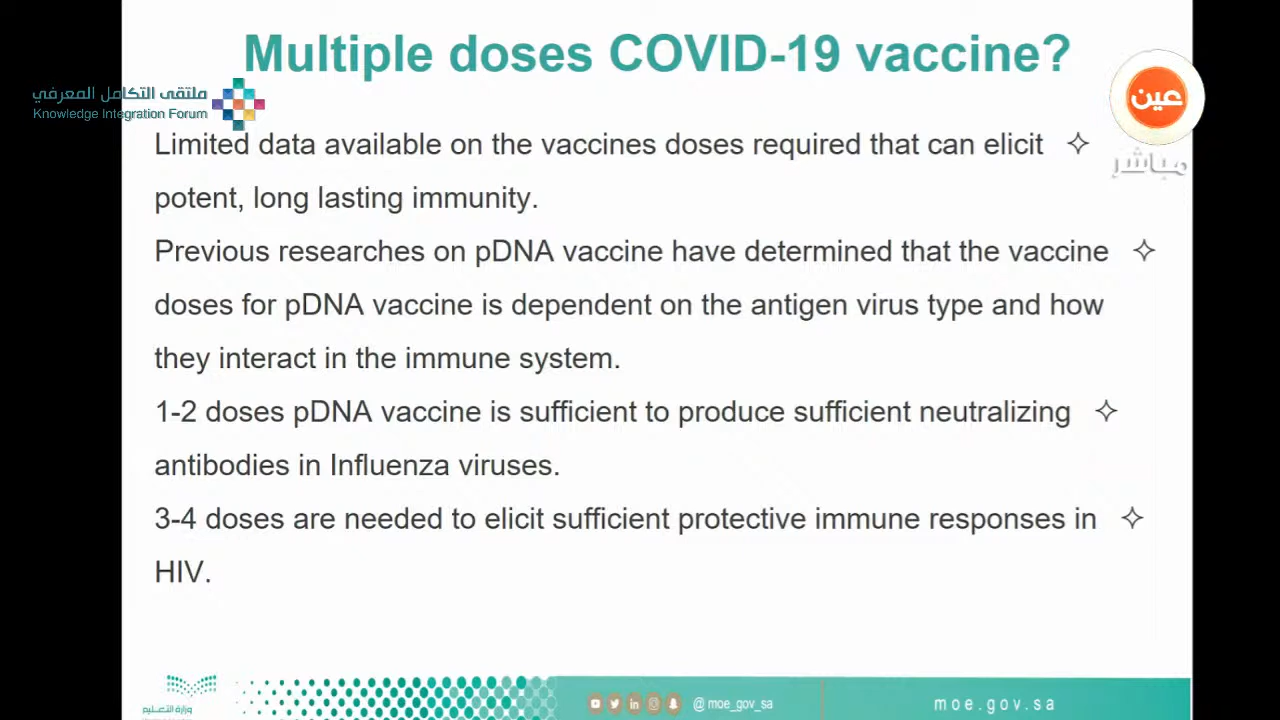 Multiple doses COVID-19 vaccine?
ملتقى التكامل المعرفي
Knowledge Integration Forum
عين
مباشر
Limited data available on the vaccines doses required that can elicit
potent, long lasting immunity.
Previous researches on pDNA vaccine have determined that the vaccine
doses for pDNA vaccine is dependent on the antigen virus type and how
they interact in the immune system.
1-2 doses pDNA vaccine is sufficient to produce sufficient neutralizing
antibodies in Influenza viruses.
3-4 doses are needed to elicit sufficient protective immune responses in
HIV.
وزارة التعليم
@moe_gov_sa
moe.gov.sa